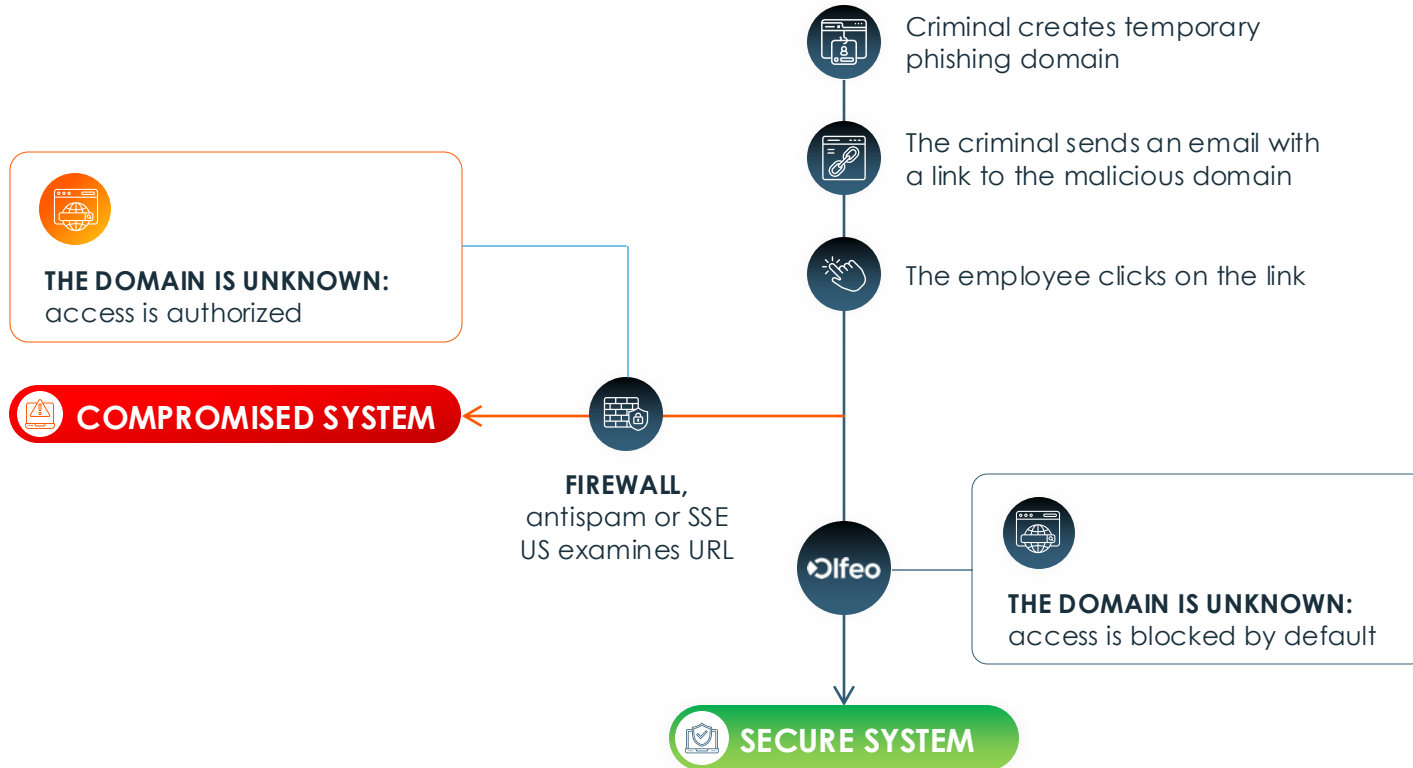 Criminal creates temporary
phishing domain
The criminal sends an email with
a link to the malicious domain
THE DOMAIN IS UNKNOWN:
access is authorized
The employee clicks on the link
COMPROMISED SYSTEM
FIREWALL,
antispam or SSE
US examines URL
Olfeo
THE DOMAIN IS UNKNOWN:
access is blocked by default
SECURE SYSTEM